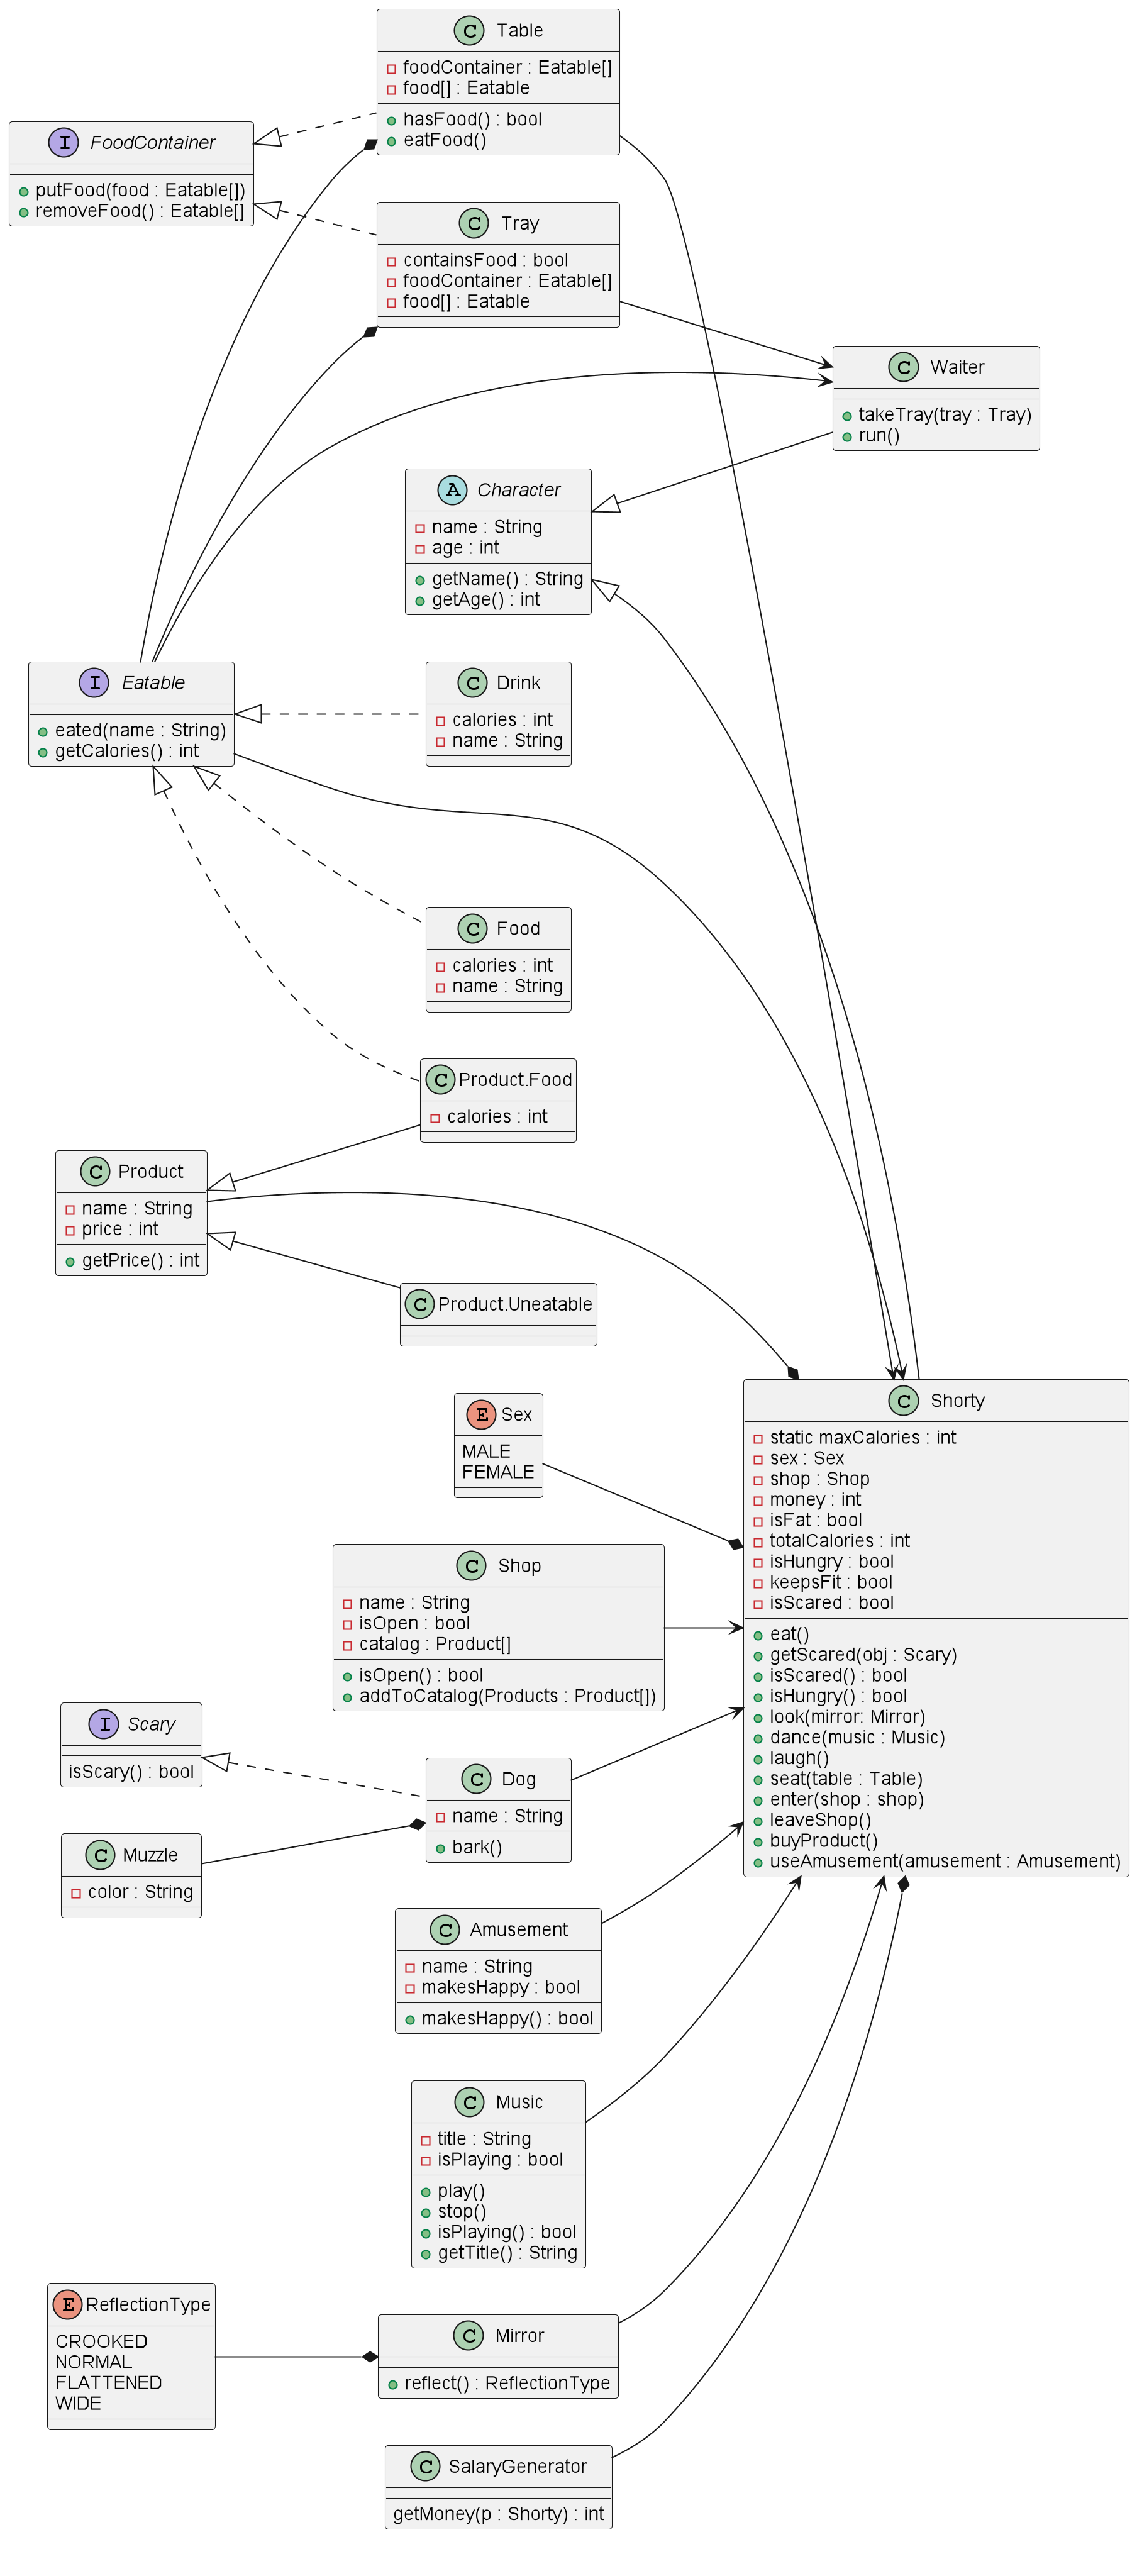 C Table
foodContainer : Eatable[]
food[] : Eatable
hasFood() : bool
eatFood()
I FoodContainer
putFood(food : Eatable[])
removeFood() : Eatable[]
C Tray
containsFood : bool
foodContainer : Eatable[]
food[] : Eatable
C Waiter
takeTray(tray : Tray)
run()
A Character
name : String
age : int
getName() : String
getAge() : int
I Eatable
eated(name : String)
getCalories() : int
C Drink
calories : int
name : String
C Food
calories : int
name : String
C Product.Food
calories : int
C Product
name : String
price : int
getPrice() : int
C Product.Uneatable
E Sex
MALE
FEMALE
C Shorty
static maxCalories : int
sex : Sex
shop : Shop
money : int
isFat : bool
totalCalories : int
isHungry : bool
keepsFit : bool
isScared : bool
eat()
getScared(obj : Scary)
isScared() : bool
isHungry() : bool
look(mirror: Mirror)
dance(music : Music)
laugh()
seat(table : Table)
enter(shop : shop)
leaveShop()
buyProduct()
useAmusement(amusement : Amusement)
C Shop
name : String
isOpen : bool
catalog : Product[]
isOpen() : bool
addToCatalog(Products : Product[])
I Scary
isScary() : bool
C Dog
name : String
bark()
C Muzzle
color : String
C Amusement
name : String
makesHappy : bool
makesHappy() : bool
C Music
title : String
isPlaying : bool
play()
stop()
isPlaying() : bool
getTitle() : String
E ReflectionType
CROOKED
NORMAL
FLATTENED
WIDE
C Mirror
reflect() : ReflectionType
C SalaryGenerator
getMoney(p : Shorty) : int